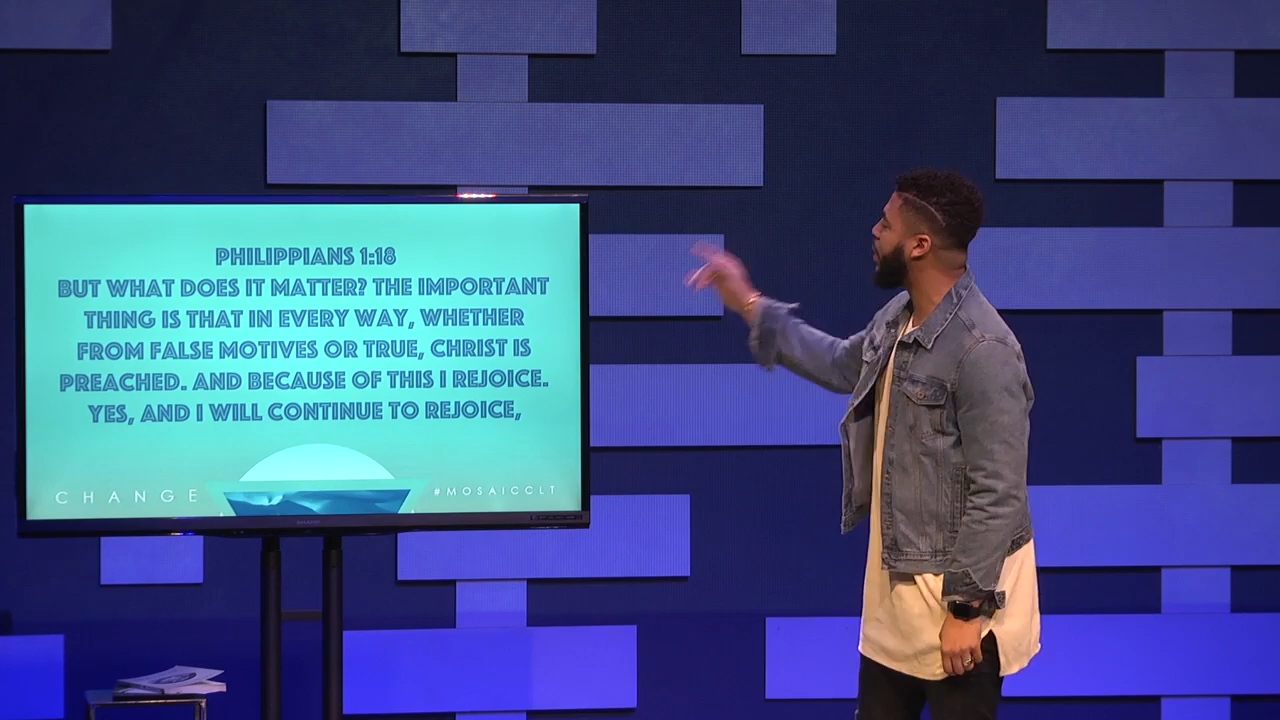 PHILIPPIANS 1:18
BUT WHAT DOES IT MATTER? THE IMPORTANT
THING IS THAT IN EVERY WAY, WHETHER
FROM FALSE MOTIVES OR TRUE, CHRIST IS
PREACHED. AND BECAUSE OF THIS I REJOICE.
YES, AND I WILL CONTINUE TO REJOICE,
CHANGE
#MOSAICCLT